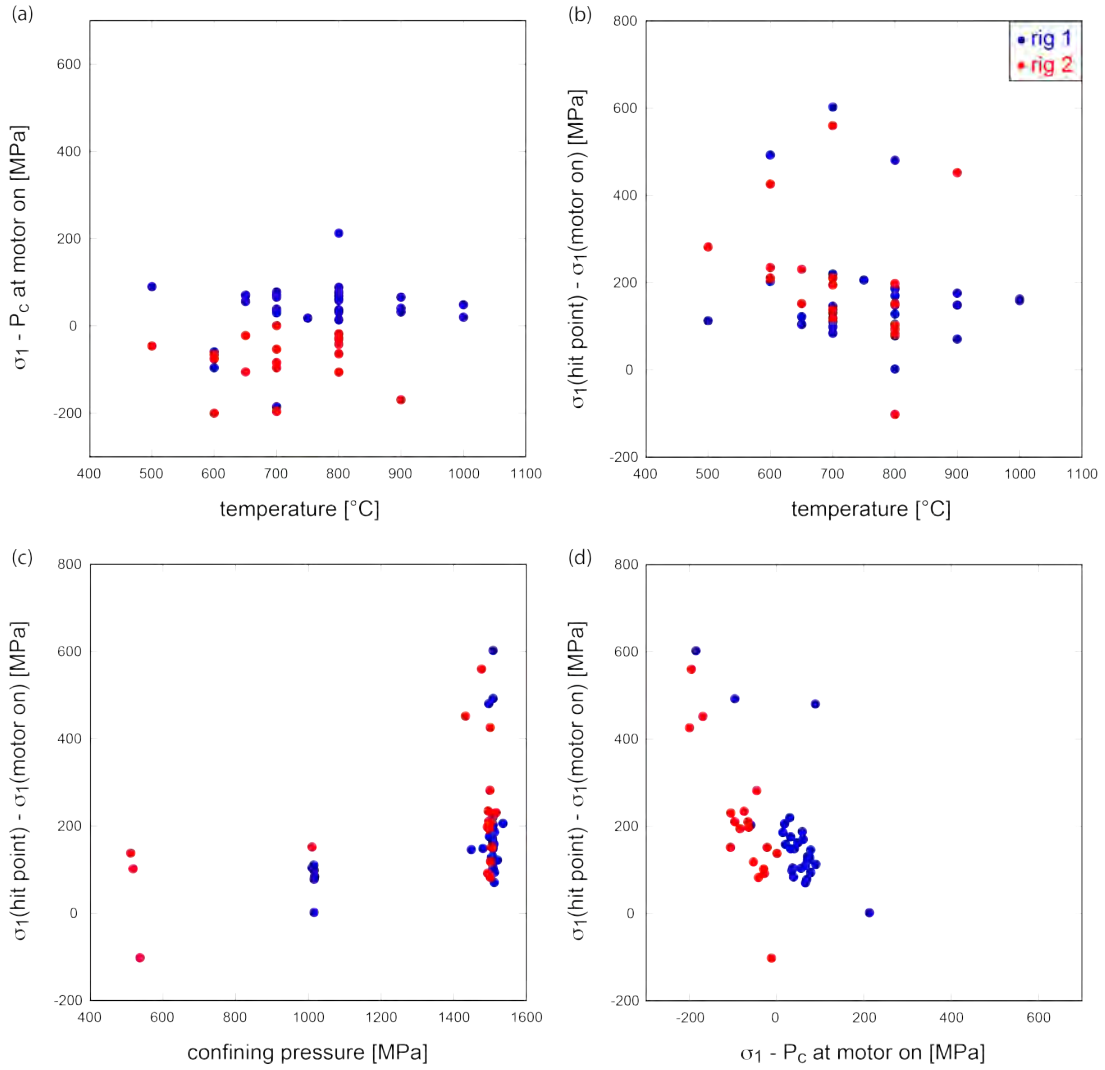 (a)
600
400
200
0
-200
σ₁ - P_C at motor on [MPa]
400 500 600 700 800 900 1000 1100
temperature [°C]
(b)
rig 1
rig 2
800
600
400
200
0
-200
σ₁(hit point) - σ₁(motor on) [MPa]
400 500 600 700 800 900 1000 1100
temperature [°C]
(c)
800
600
400
200
0
-200
σ₁(hit point) - σ₁(motor on) [MPa]
400 600 800 1000 1200 1400 1600
confining pressure [MPa]
(d)
800
600
400
200
0
-200
σ₁(hit point) - σ₁(motor on) [MPa]
-200 0 200 400 600
σ₁ - P_C at motor on [MPa]